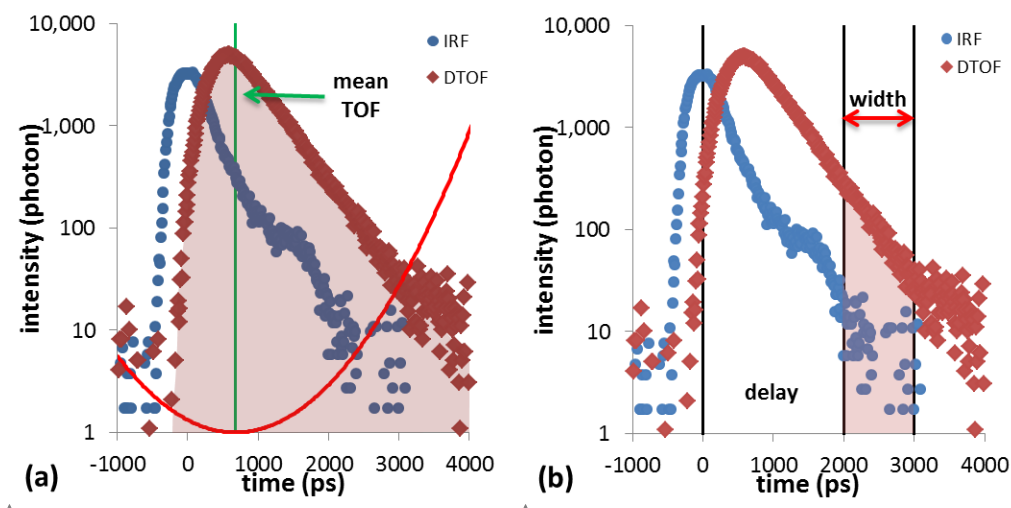 10,000
1,000
100
10
1
intensity (photon)
IRF
DTOF
mean
TOF
-1000 0 1000 2000 3000 4000
(a)
time (ps)
10,000
1,000
100
10
1
intensity (photon)
IRF
DTOF
width
delay
-1000 0 1000 2000 3000 4000
(b)
time (ps)